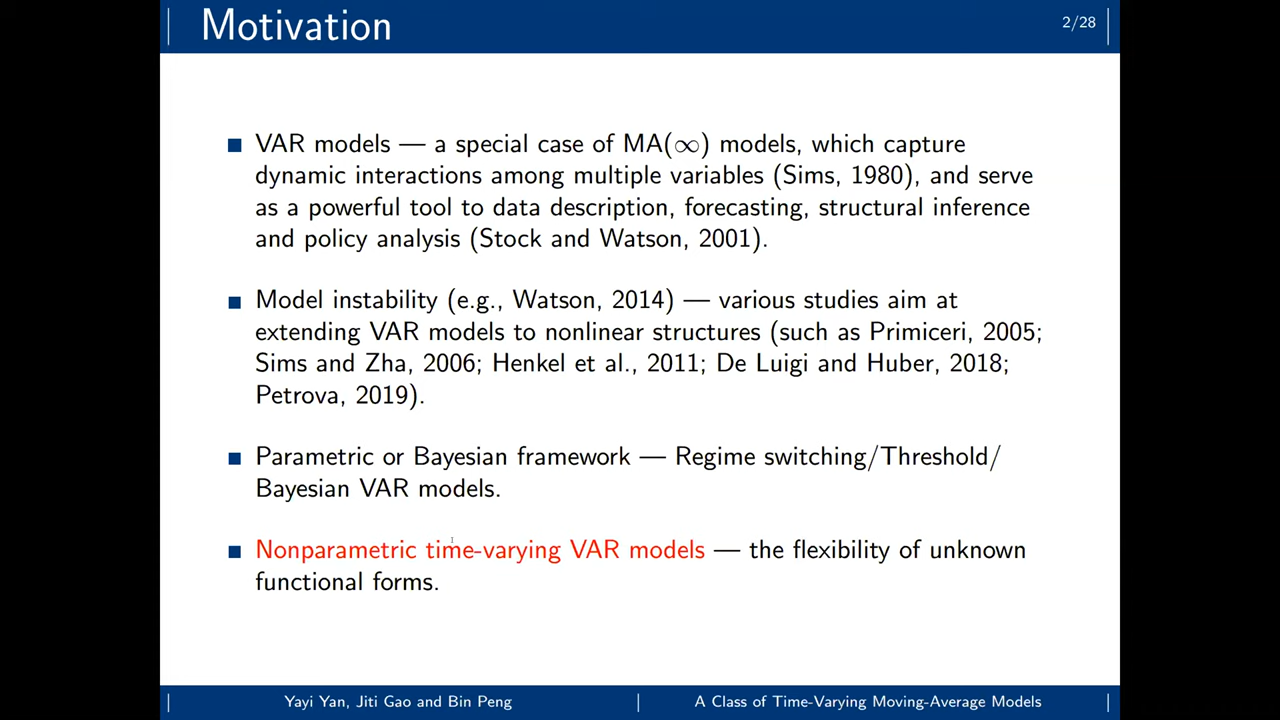 Motivation
2/28
VAR models — a special case of MA(∞) models, which capture
dynamic interactions among multiple variables (Sims, 1980), and serve
as a powerful tool to data description, forecasting, structural inference
and policy analysis (Stock and Watson, 2001).
Model instability (e.g., Watson, 2014) — various studies aim at
extending VAR models to nonlinear structures (such as Primiceri, 2005;
Sims and Zha, 2006; Henkel et al., 2011; De Luigi and Huber, 2018;
Petrova, 2019).
Parametric or Bayesian framework — Regime switching/Threshold/
Bayesian VAR models.
Nonparametric time-varying VAR models — the flexibility of unknown
functional forms.
Yayi Yan, Jiti Gao and Bin Peng
A Class of Time-Varying Moving-Average Models